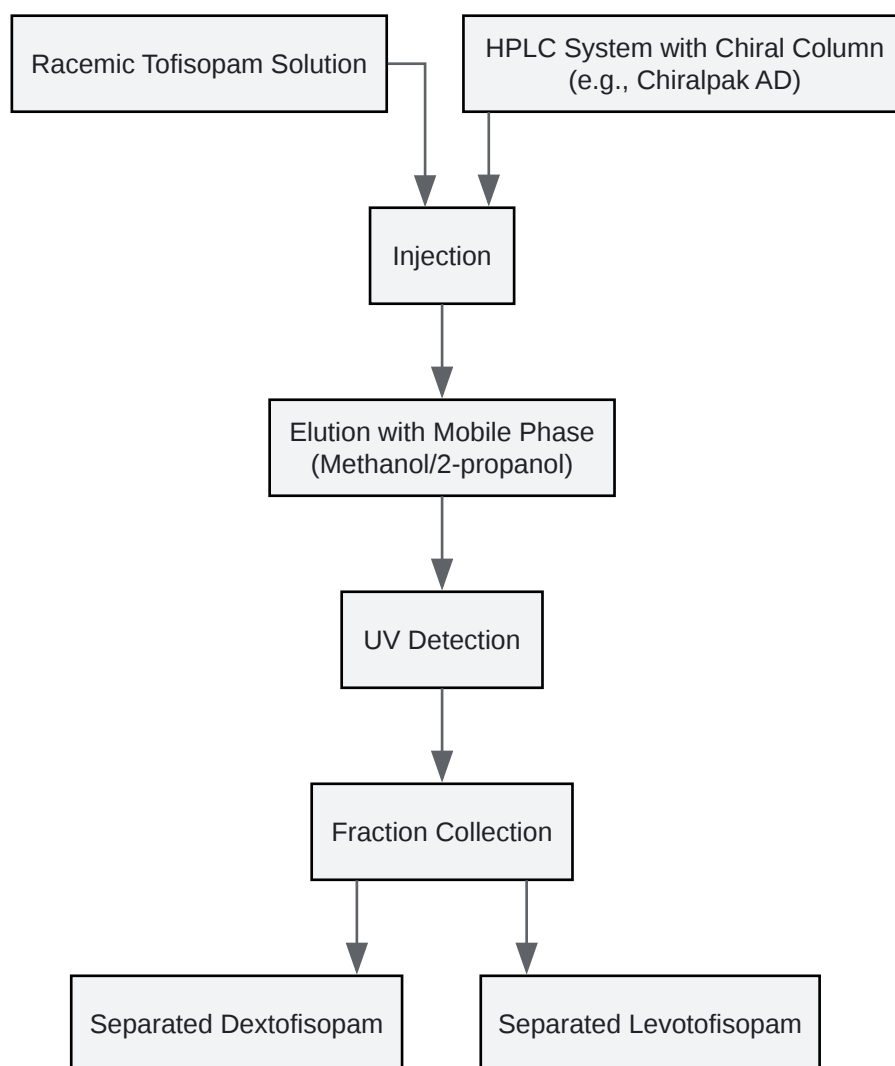 Racemic Tofisopam Solution
HPLC System with Chiral Column
(e.g., Chiralpak AD)
Injection
Elution with Mobile Phase
(Methanol/2-propanol)
UV Detection
Fraction Collection
Separated Dextofisopam
Separated Levotofisopam